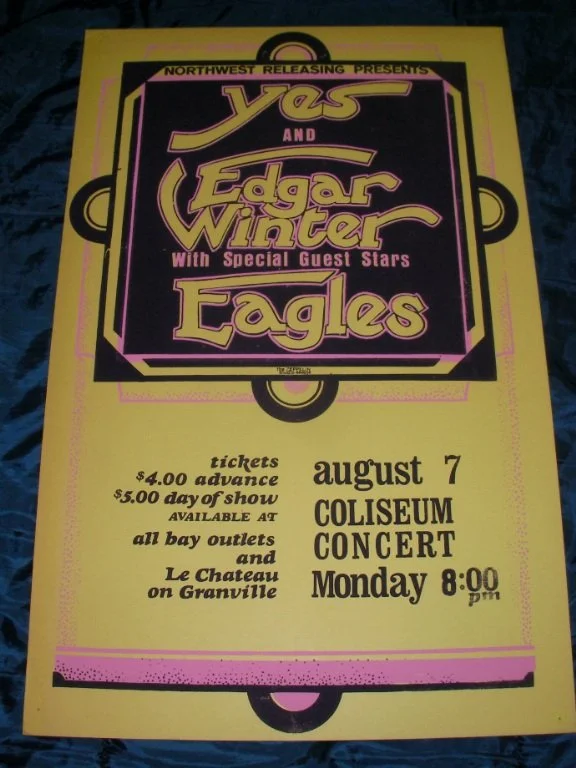 NORTHWEST RELEASING PRESENTS
yes
AND
Edgar
Winter
With Special Guest Stars
Eagles
tickets
$4.00 advance
$5.00 day of show
AVAILABLE AT
all bay outlets
and
Le Chateau
on Granville
august 7
COLISEUM
CONCERT
Monday 8:00
pm